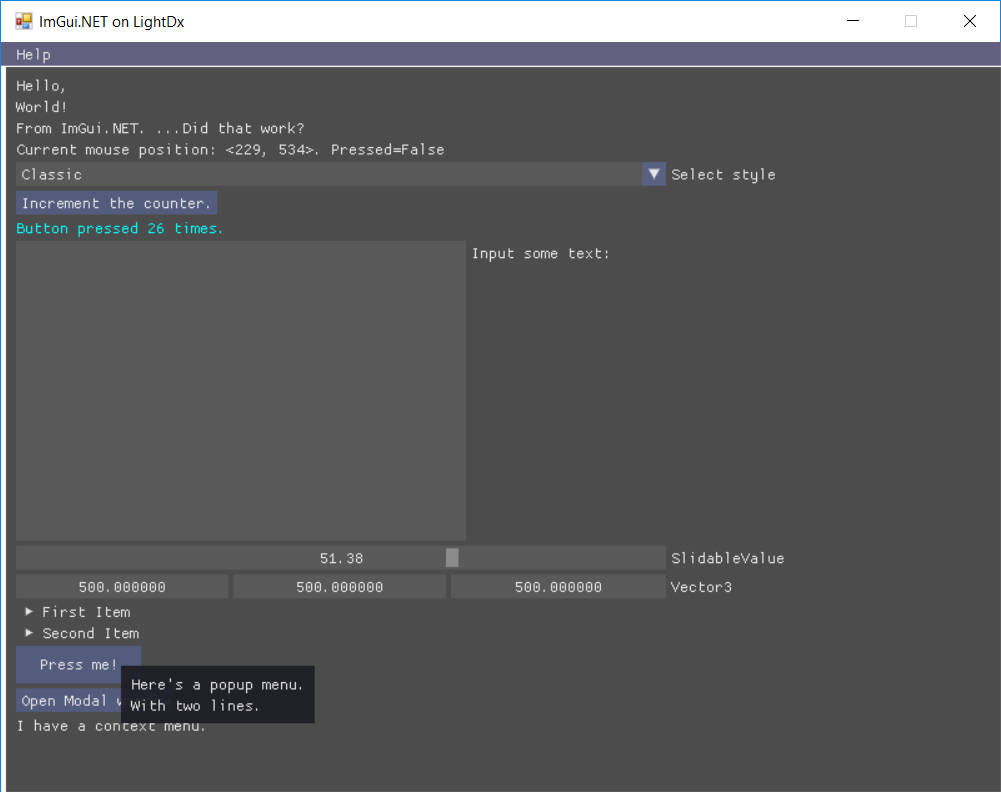 ImGui.NET on LightDx
Help
Hello,
World!
From ImGui.NET. ...Did that work?
Current mouse position: <229, 534>. Pressed=False
Classic Select style
Increment the counter.
Button pressed 26 times.
Input some text:
51.38 SlidableValue
500.000000 500.000000 500.000000 Vector3
First Item
Second Item
Press me!
Here's a popup menu.
Open Modal
With two lines.
I have a context menu.